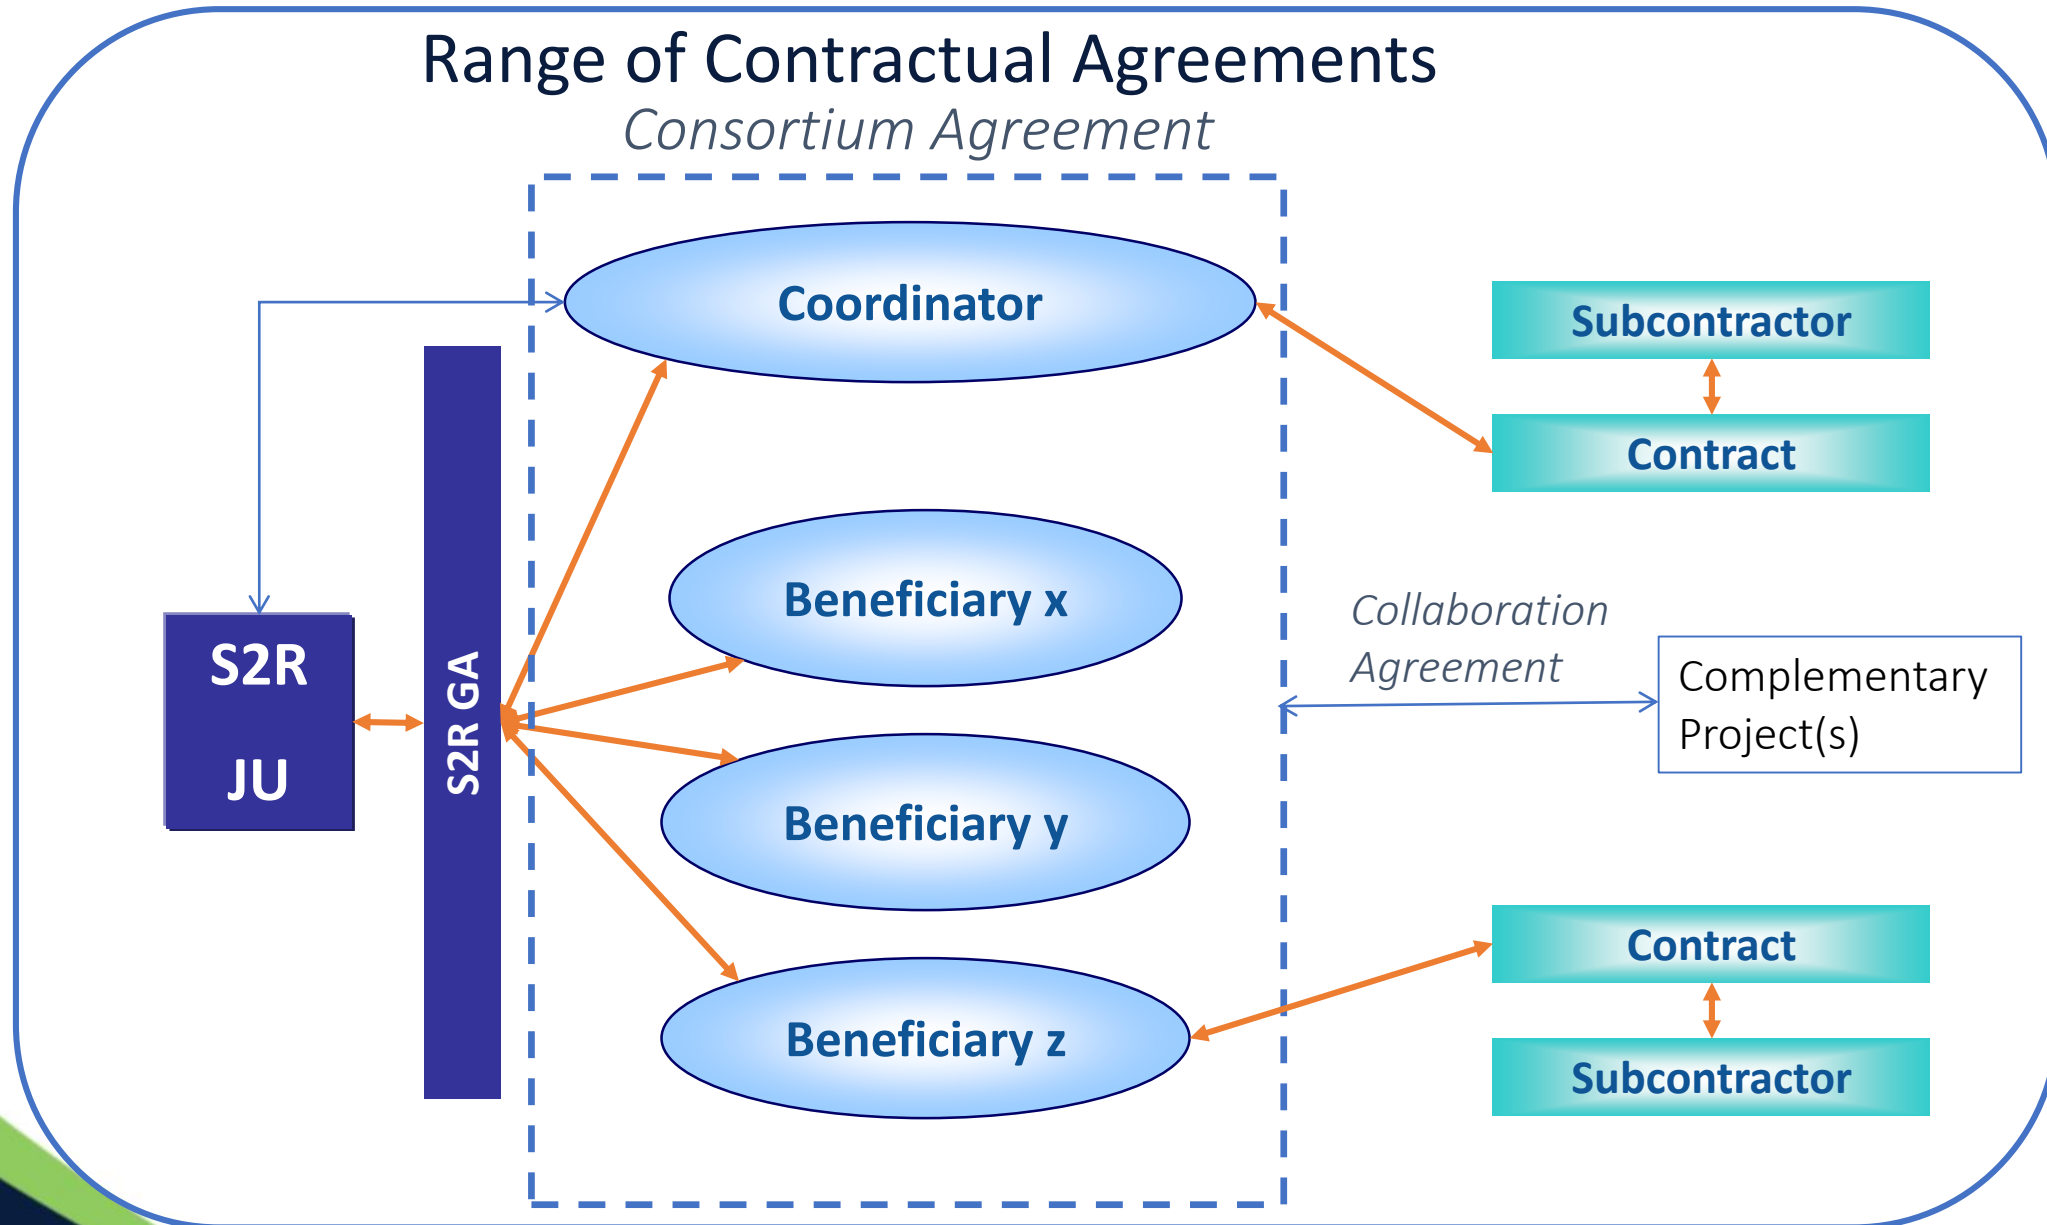 Range of Contractual Agreements
Consortium Agreement
Coordinator
Subcontractor
Contract
Beneficiary x
Collaboration
Agreement
S2R
JU
S2R GA
Complementary
Project(s)
Beneficiary y
Contract
Beneficiary z
Subcontractor